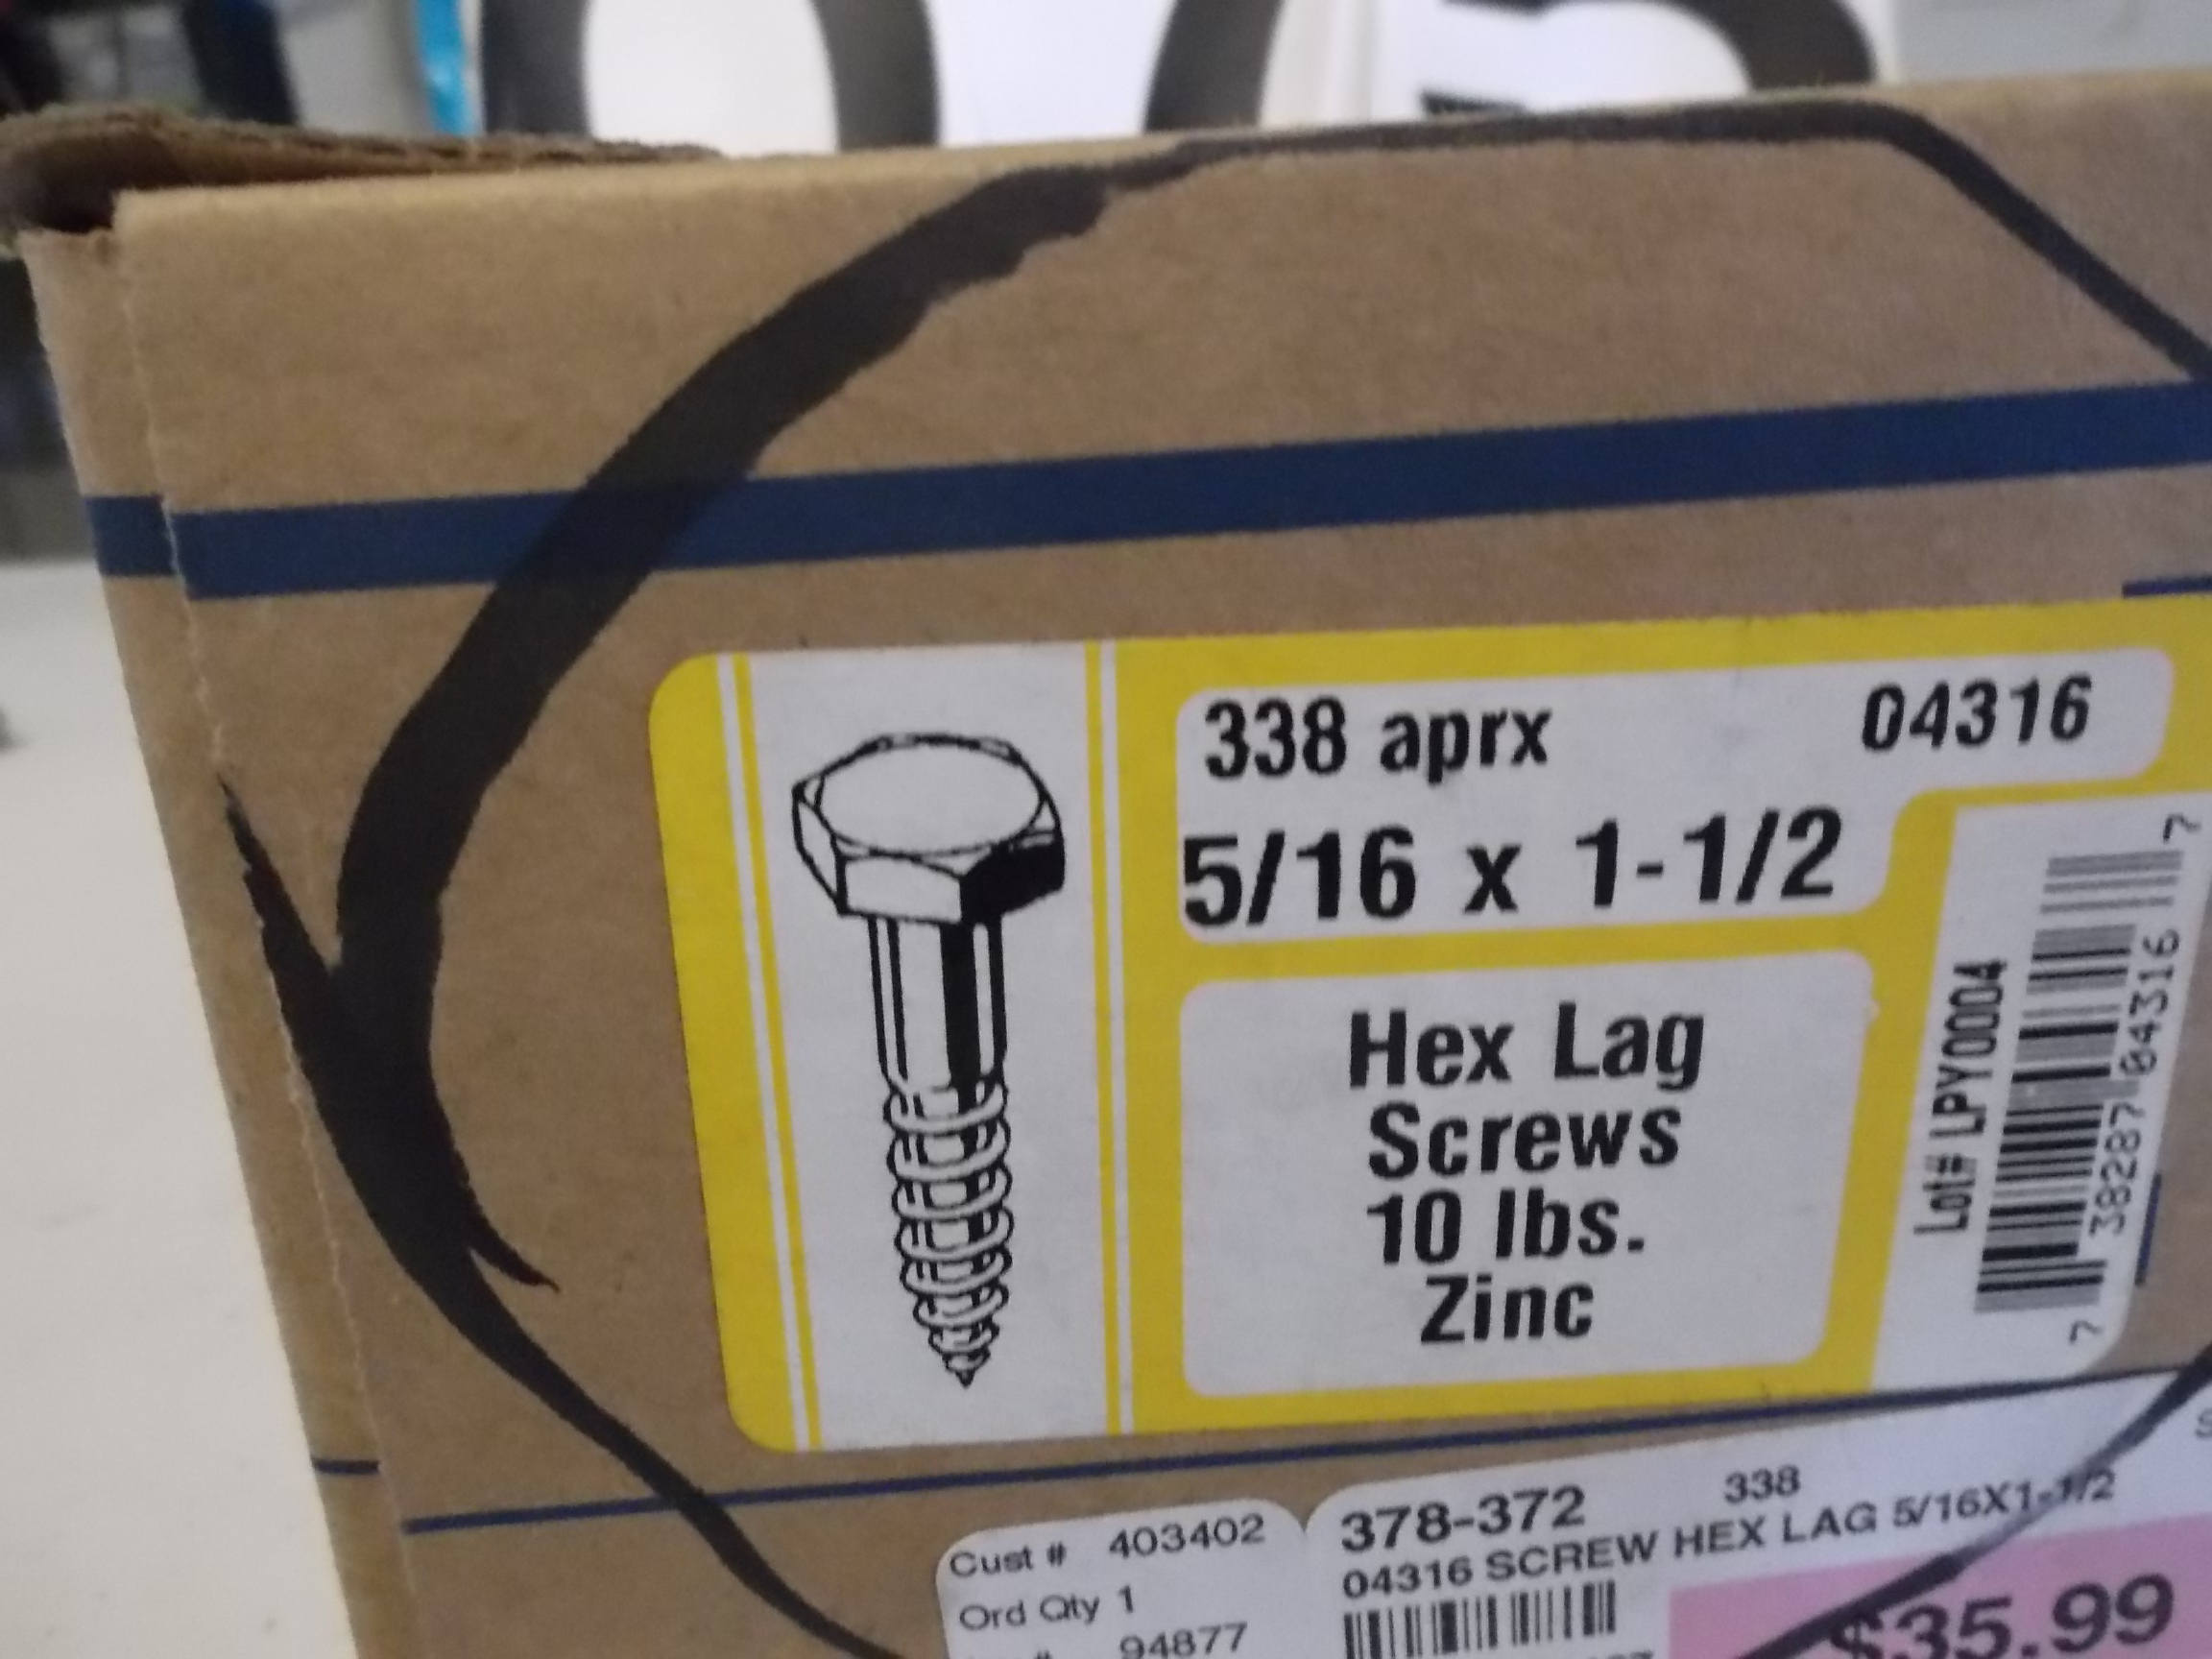 338 aprx 04316
5/16 x 1-1/2
Hex Lag
Screws
10 lbs.
Zinc
Lot# LPY0004
7 38287 04316 7
Cust # 403402
Ord Qty 1
94877
378-372 338
04316 SCREW HEX LAG 5/16X1-1/2
$35.99